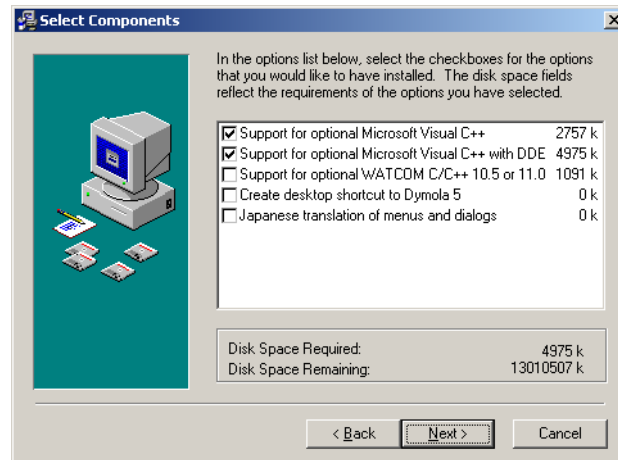 Select Components
In the options list below, select the checkboxes for the options
that you would like to have installed. The disk space fields
reflect the requirements of the options you have selected.
Support for optional Microsoft Visual C++ 2757 k
Support for optional Microsoft Visual C++ with DDE 4975 k
Support for optional WATCOM C/C++ 10.5 or 11.0 1091 k
Create desktop shortcut to Dymola 5 0 k
Japanese translation of menus and dialogs 0 k
Disk Space Required: 4975 k
Disk Space Remaining: 13010507 k
< Back Next > Cancel